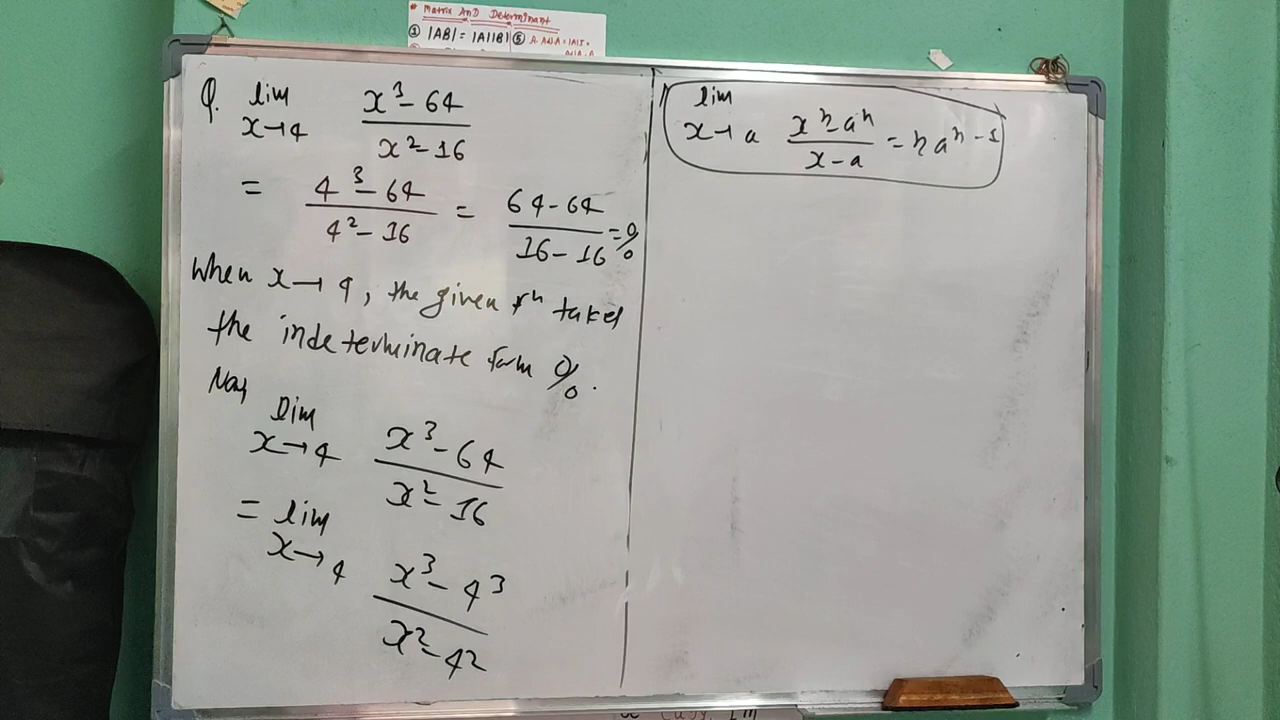 # Matrix AnD Determinant
① |AB| = |A||B| ⑤ A. AdJ A = |A| I =
Q. lim x→4 x³ - 64 / x² - 16
= 4³ - 64 / 4² - 16 = 64 - 64 / 16 - 16 = 0/0
When x→4, the given fⁿ takes
the indeterminate form 0/0.
Now
lim x→4 x³ - 64 / x² - 16
= lim x→4 x³ - 4³ / x² - 4²
lim x→a xⁿ - aⁿ / x - a = n aⁿ⁻¹